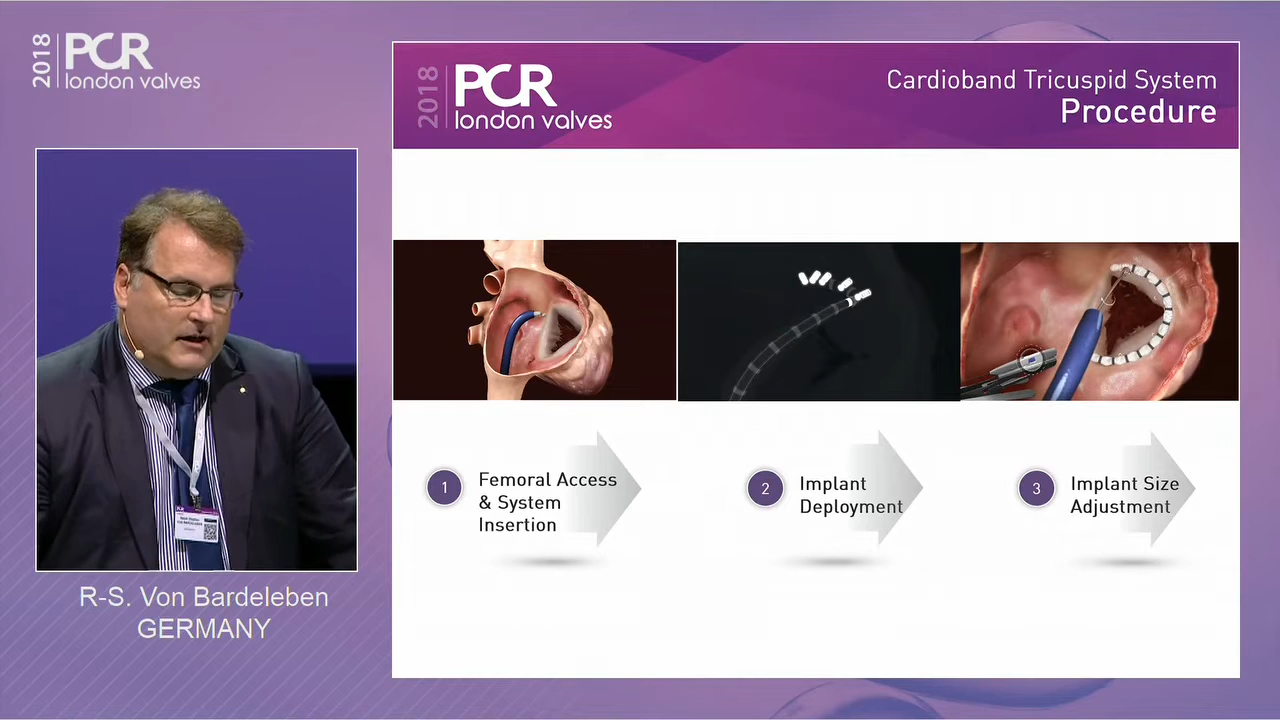 2018
PCR
london valves
2018
PCR
london valves
Cardioband Tricuspid System
Procedure
1
Femoral Access
& System
Insertion
2
Implant
Deployment
3
Implant Size
Adjustment
R-S. Von Bardeleben
GERMANY